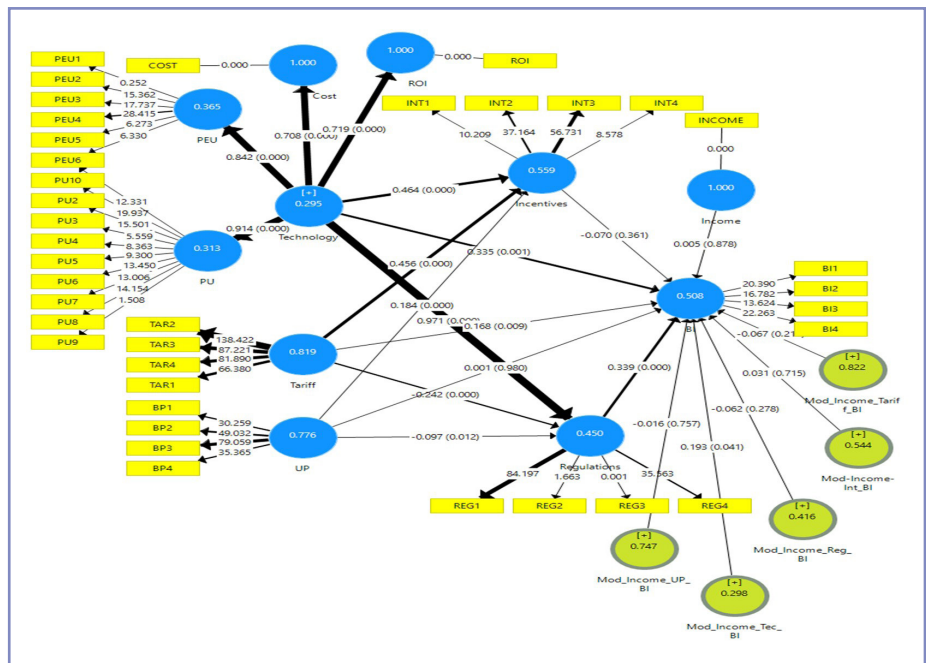 PEU1
PEU2
PEU3
PEU4
PEU5
PEU6
PU10
PU2
PU3
PU4
PU5
PU6
PU7
PU8
PU9
0.252
15.362
17.737
28.415
6.273
6.330
12.331
19.937
15.501
5.559
8.363
9.300
13.450
13.006
14.154
1.508
COST
0.000
1.000
Cost
1.000
ROI
0.000
ROI
0.365
PEU
0.842 (0.000)
0.719 (0.000)
[+]
0.295
Technology
0.914 (0.000)
0.313
PU
INT1
INT2
INT3
INT4
10.209
37.164
56.731
8.578
0.559
Incentives
INCOME
0.000
1.000
Income
0.464 (0.000)
0.456 (0.000)
0.335 (0.001)
-0.070 (0.361)
0.005 (0.878)
0.184 (0.000)
0.168 (0.009)
0.001 (0.980)
-0.242 (0.000)
-0.097 (0.012)
0.339 (0.000)
0.508
BI
20.390
16.782
13.624
22.263
BI1
BI2
BI3
BI4
TAR2
TAR3
TAR4
TAR1
138.422
87.221
81.890
66.380
0.819
Tariff
BP1
BP2
BP3
BP4
30.259
49.032
79.059
35.365
0.776
UP
0.450
Regulations
84.197
1.663
0.001
35.563
REG1
REG2
REG3
REG4
0.031 (0.715)
-0.062 (0.278)
-0.016 (0.757)
0.193 (0.041)
[+]
0.822
Mod_Income_Tarif
f_BI
[+]
0.544
Mod-Income-
Int_BI
[+]
0.416
Mod_Income_Reg_
BI
[+]
0.747
Mod_Income_UP_
BI
[+]
0.298
Mod_Income_Tec_
BI